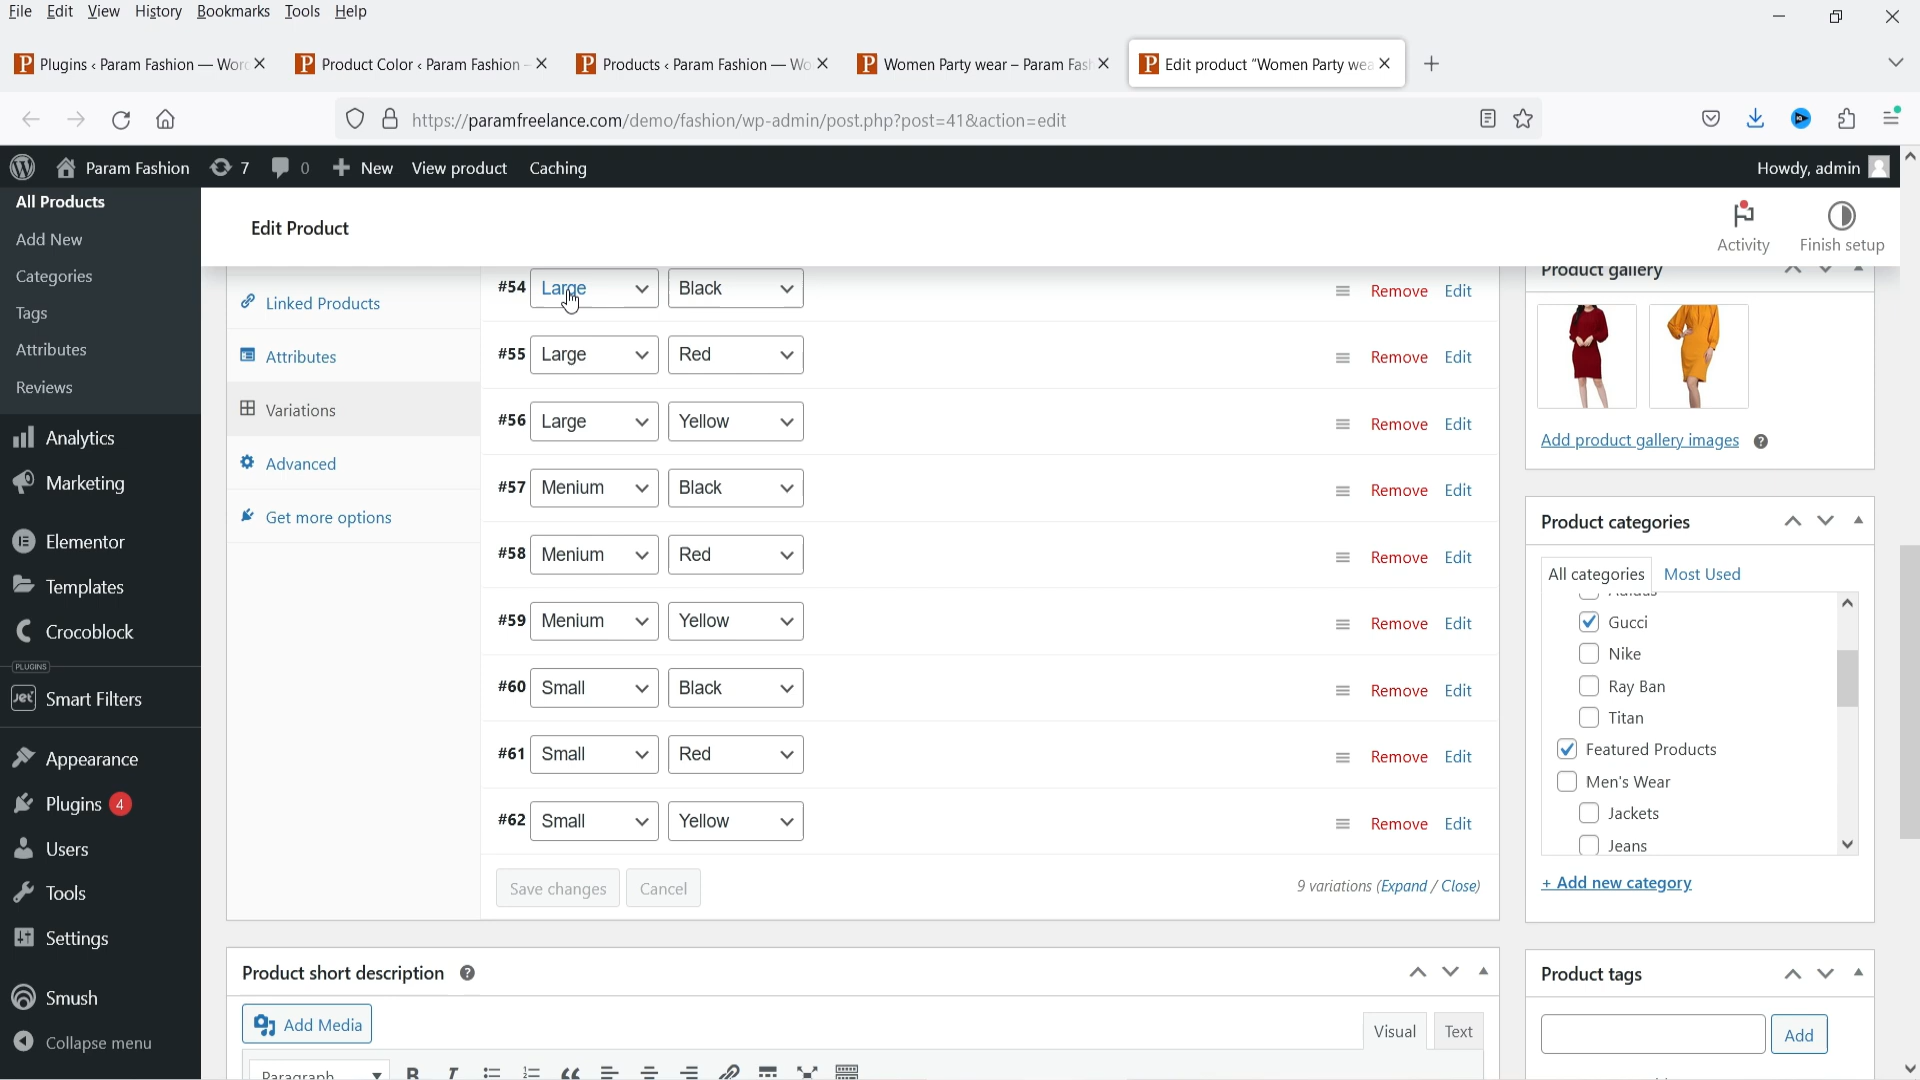 File Edit View History Bookmarks Tools Help
Plugins ‹ Param Fashion — Wor
Product Color ‹ Param Fashion -
Products ‹ Param Fashion — Wo
Women Party wear – Param Fas
Edit product “Women Party wea
https://paramfreelance.com/demo/fashion/wp-admin/post.php?post=41&action=edit
Param Fashion 7 0 New View product Caching Howdy, admin
All Products
Add New
Categories
Tags
Attributes
Reviews
Analytics
Marketing
Elementor
Templates
Crocoblock
PLUGINS
Jet Smart Filters
Appearance
Plugins 4
Users
Tools
Settings
Smush
Collapse menu
Edit Product
Activity
Finish setup
Linked Products
Attributes
Variations
Advanced
Get more options
#54 Large Black Remove Edit
#55 Large Red Remove Edit
#56 Large Yellow Remove Edit
#57 Menium Black Remove Edit
#58 Menium Red Remove Edit
#59 Menium Yellow Remove Edit
#60 Small Black Remove Edit
#61 Small Red Remove Edit
#62 Small Yellow Remove Edit
Save changes Cancel 9 variations (Expand / Close)
Product short description
Add Media
Visual Text
Paragraph B I
Product gallery
Add product gallery images
Product categories
All categories Most Used
Gucci
Nike
Ray Ban
Titan
Featured Products
Men's Wear
Jackets
Jeans
+ Add new category
Product tags
Add